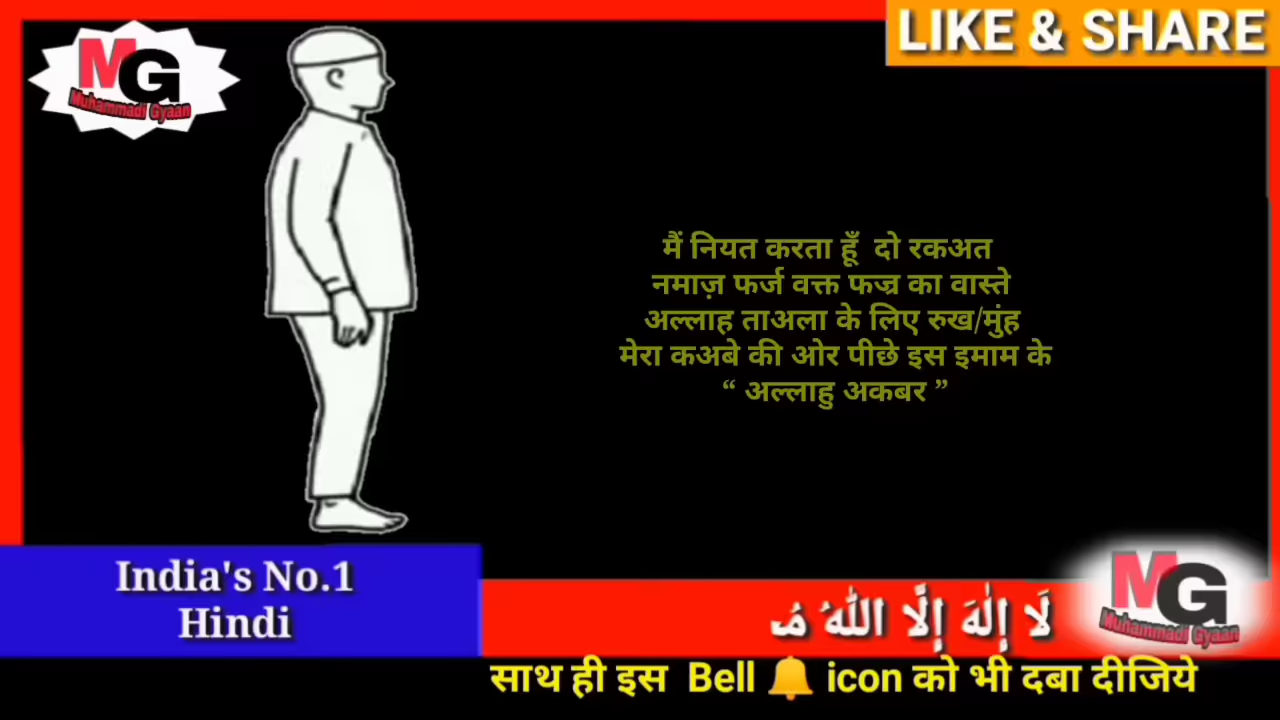 LIKE & SHARE
MG
Muhammadi Gyaan
मैं नियत करता हूँ दो रकअत
नमाज़ फर्ज वक्त फज्र का वास्ते
अल्लाह ताअला के लिए रुख/मुंह
मेरा कअबे की ओर पीछे इस इमाम के
“ अल्लाहु अकबर ”
India's No.1
Hindi
لَا إِلٰهَ إِلَّا اللّٰهُ مُـ
MG
Muhammadi Gyaan
साथ ही इस Bell 🔔 icon को भी दबा दीजिये